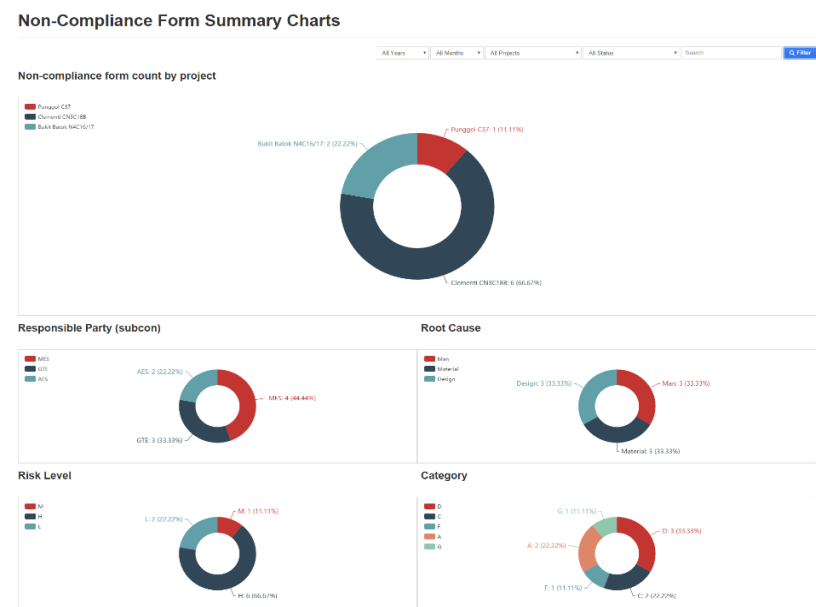 Non-Compliance Form Summary Charts
All Years All Months All Projects All Status Search Filter
Non-compliance form count by project
Punggol C37
Clementi CN3C18B
Bukit Batok N4C16/17
Punggol C37: 1 (11.11%)
Bukit Batok N4C16/17: 2 (22.22%)
Clementi CN3C18B: 6 (66.67%)
Responsible Party (subcon)
MES
GTE
AES
AES: 2 (22.22%)
MES: 4 (44.44%)
GTE: 3 (33.33%)
Root Cause
Man
Material
Design
Design: 3 (33.33%)
Man: 3 (33.33%)
Material: 3 (33.33%)
Risk Level
M
H
L
M: 1 (11.11%)
L: 2 (22.22%)
H: 6 (66.67%)
Category
D
C
F
A
G
G: 1 (11.11%)
D: 3 (33.33%)
A: 2 (22.22%)
F: 1 (11.11%)
C: 2 (22.22%)